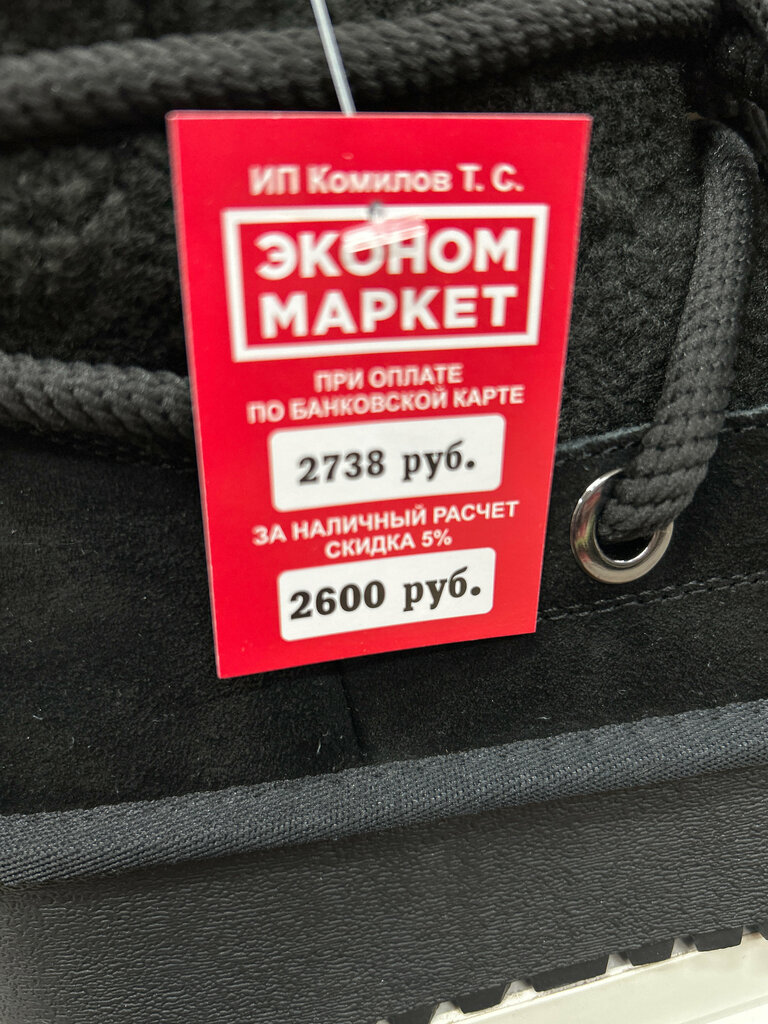 ИП Комилов Т. С.
ЭКОНОМ
МАРКЕТ
ПРИ ОПЛАТЕ
ПО БАНКОВСКОЙ КАРТЕ
2738 руб.
ЗА НАЛИЧНЫЙ РАСЧЕТ
СКИДКА 5%
2600 руб.